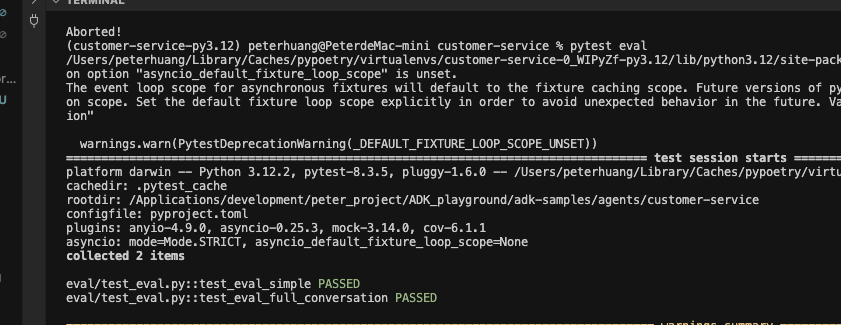 TERMINAL
Aborted!
(customer-service-py3.12) peterhuang@PeterdeMac-mini customer-service % pytest eval
/Users/peterhuang/Library/Caches/pypoetry/virtualenvs/customer-service-0_WIPyZf-py3.12/lib/python3.12/site-pack
on option "asyncio_default_fixture_loop_scope" is unset.
The event loop scope for asynchronous fixtures will default to the fixture caching scope. Future versions of py
on scope. Set the default fixture loop scope explicitly in order to avoid unexpected behavior in the future. Va
ion"
warnings.warn(PytestDeprecationWarning(_DEFAULT_FIXTURE_LOOP_SCOPE_UNSET))
test session starts
platform darwin -- Python 3.12.2, pytest-8.3.5, pluggy-1.6.0 -- /Users/peterhuang/Library/Caches/pypoetry/virtu
cachedir: .pytest_cache
rootdir: /Applications/development/peter_project/ADK_playground/adk-samples/agents/customer-service
configfile: pyproject.toml
plugins: anyio-4.9.0, asyncio-0.25.3, mock-3.14.0, cov-6.1.1
asyncio: mode=Mode.STRICT, asyncio_default_fixture_loop_scope=None
collected 2 items
eval/test_eval.py::test_eval_simple PASSED
eval/test_eval.py::test_eval_full_conversation PASSED
warnings summary